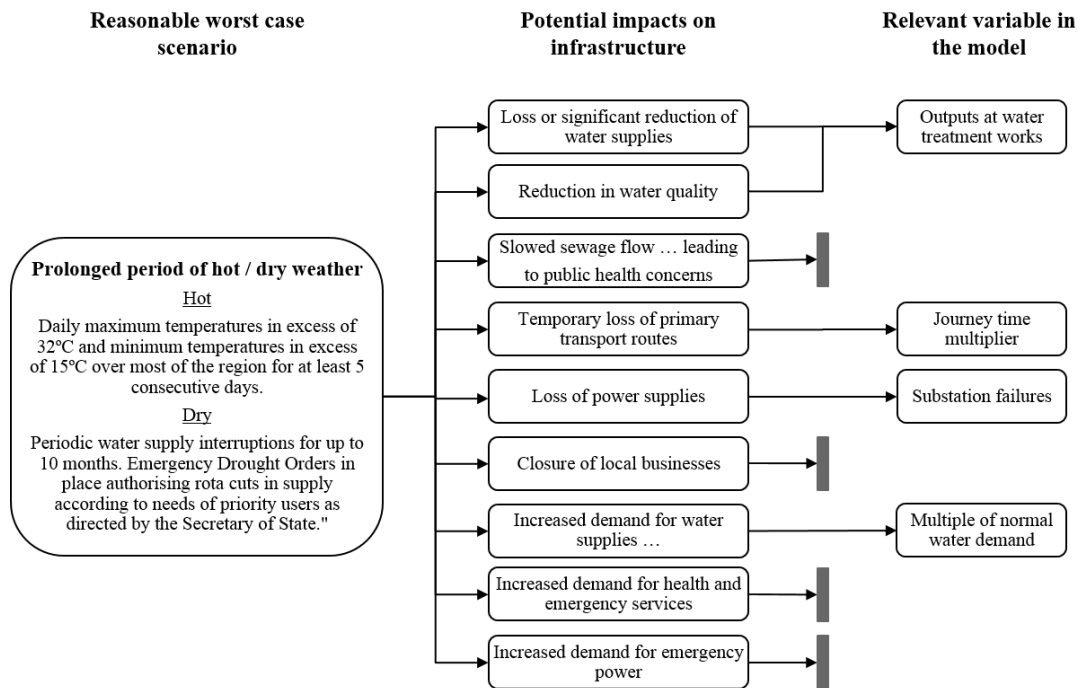 Reasonable worst case
scenario
Potential impacts on
infrastructure
Relevant variable in
the model
Prolonged period of hot / dry weather
Hot
Daily maximum temperatures in excess of
32ºC and minimum temperatures in excess
of 15ºC over most of the region for at least 5
consecutive days.
Dry
Periodic water supply interruptions for up to
10 months. Emergency Drought Orders in
place authorising rota cuts in supply
according to needs of priority users as
directed by the Secretary of State."
Loss or significant reduction of
water supplies
Reduction in water quality
Slowed sewage flow … leading
to public health concerns
Temporary loss of primary
transport routes
Loss of power supplies
Closure of local businesses
Increased demand for water
supplies …
Increased demand for health and
emergency services
Increased demand for emergency
power
Outputs at water
treatment works
Journey time
multiplier
Substation failures
Multiple of normal
water demand